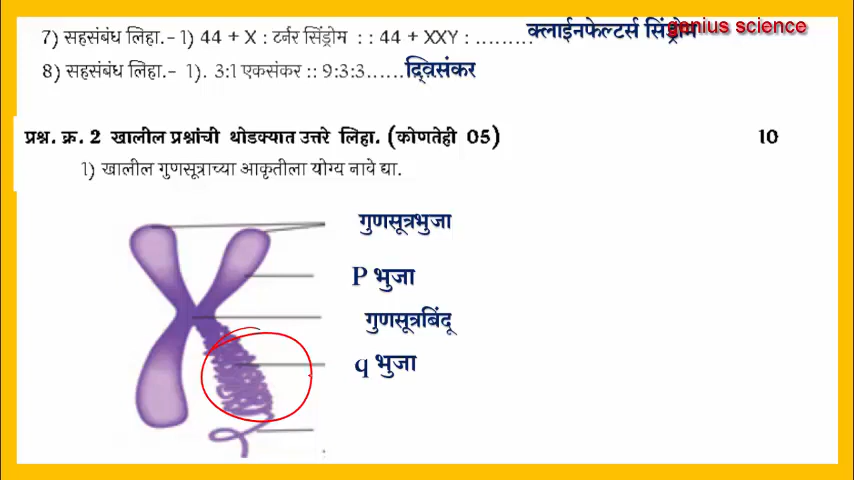 7) सहसंबंध लिहा.- 1) 44 + X : टर्नर सिंड्रीम : : 44 + XXY : ......... क्लाईनफेल्टर्स सिंड्रोम
genius science
8) सहसंबंध लिहा.- 1). 3:1 एकसंकर :: 9:3:3......द्विसंकर
प्रश्न. क्र. 2 खालील प्रश्नांची थोडक्यात उत्तरे लिहा. (कोणतेही 05) 10
1) खालील गुणसूत्राच्या आकृतीला योग्य नावे द्या.
गुणसूत्रभुजा
P भुजा
गुणसूत्रबिंदू
q भुजा